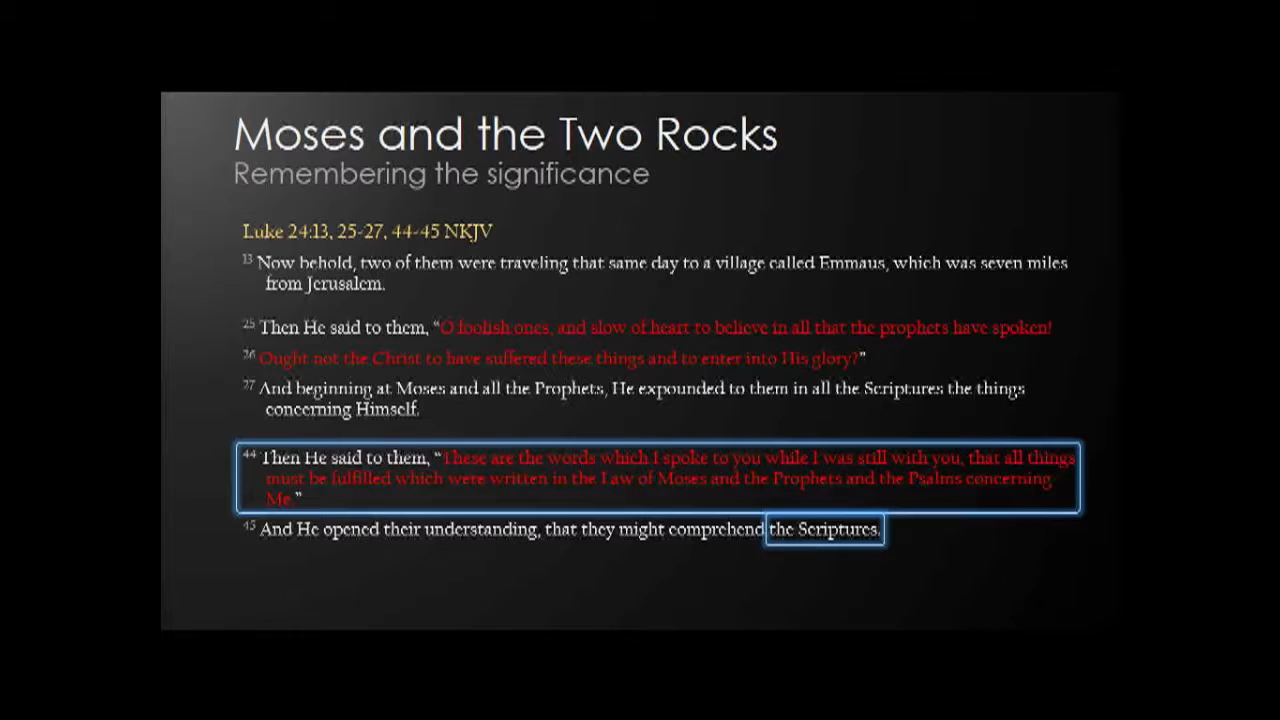 Moses and the Two Rocks
Remembering the significance
Luke 24:13, 25-27, 44-45 NKJV
13 Now behold, two of them were traveling that same day to a village called Emmaus, which was seven miles
from Jerusalem.
25 Then He said to them, “O foolish ones, and slow of heart to believe in all that the prophets have spoken!
26 Ought not the Christ to have suffered these things and to enter into His glory?”
27 And beginning at Moses and all the Prophets, He expounded to them in all the Scriptures the things
concerning Himself.
44 Then He said to them, “These are the words which I spoke to you while I was still with you, that all things
must be fulfilled which were written in the Law of Moses and the Prophets and the Psalms concerning
Me.”
45 And He opened their understanding, that they might comprehend the Scriptures.